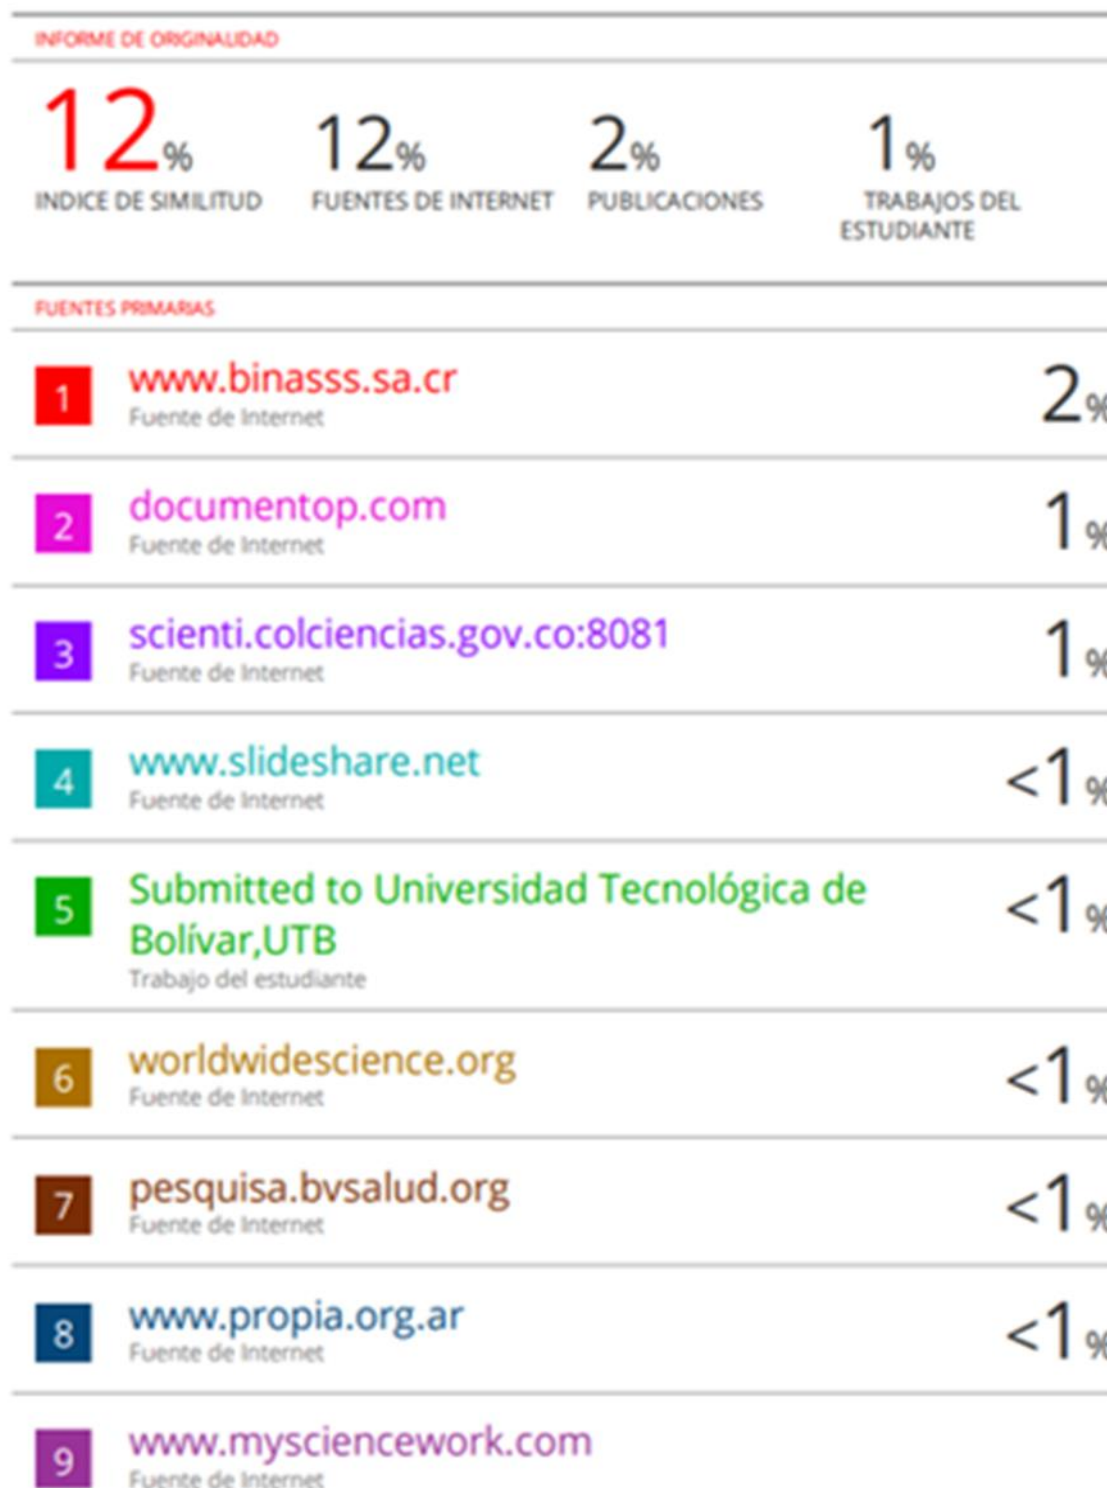 INFORME DE ORIGINALIDAD
12% 12% 2% 1%
INDICE DE SIMILITUD FUENTES DE INTERNET PUBLICACIONES TRABAJOS DEL
ESTUDIANTE
FUENTES PRIMARIAS
1 www.binasss.sa.cr 2%
Fuente de Internet
2 documentop.com 1%
Fuente de Internet
3 scienti.colciencias.gov.co:8081 1%
Fuente de Internet
4 www.slideshare.net <1%
Fuente de Internet
5 Submitted to Universidad Tecnológica de <1%
Bolívar,UTB
Trabajo del estudiante
6 worldwidescience.org <1%
Fuente de Internet
7 pesquisa.bvsalud.org <1%
Fuente de Internet
8 www.propia.org.ar <1%
Fuente de Internet
9 www.mysciencework.com
Fuente de Internet